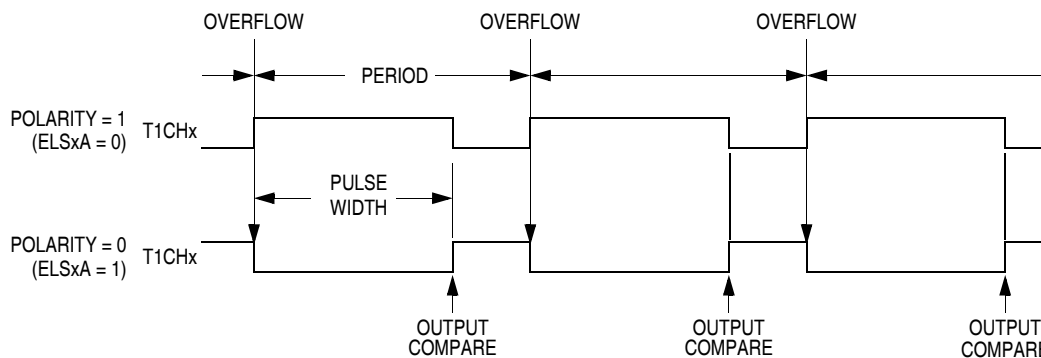 OVERFLOW OVERFLOW OVERFLOW
PERIOD
POLARITY = 1
(ELSxA = 0)
T1CHx
PULSE
WIDTH
POLARITY = 0
(ELSxA = 1)
T1CHx
OUTPUT
COMPARE
OUTPUT
COMPARE
OUTPUT
COMPARE